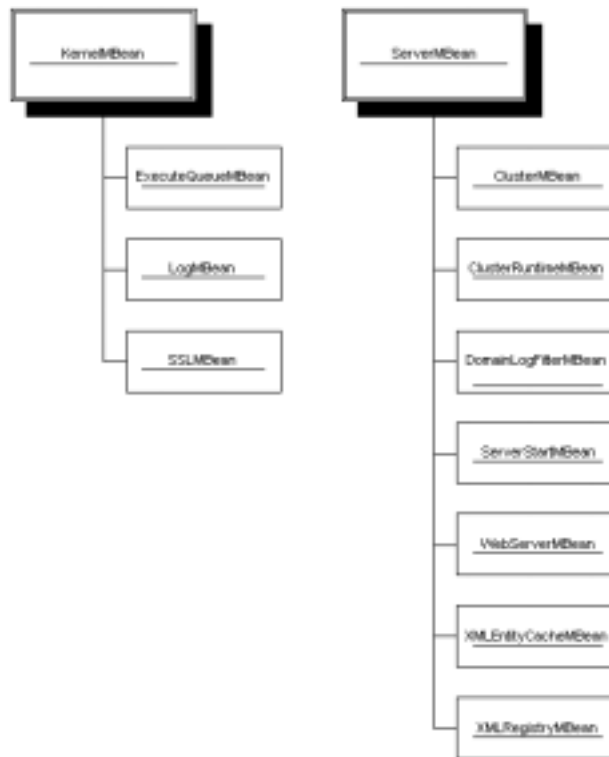 KernelMBean
ExecuteQueueMBean
LogMBean
SSLMBean
ServerMBean
ClusterMBean
ClusterRuntimeMBean
DomainLogFilterMBean
ServerStartMBean
WebServerMBean
XMLEntityCacheMBean
XMLRegistryMBean